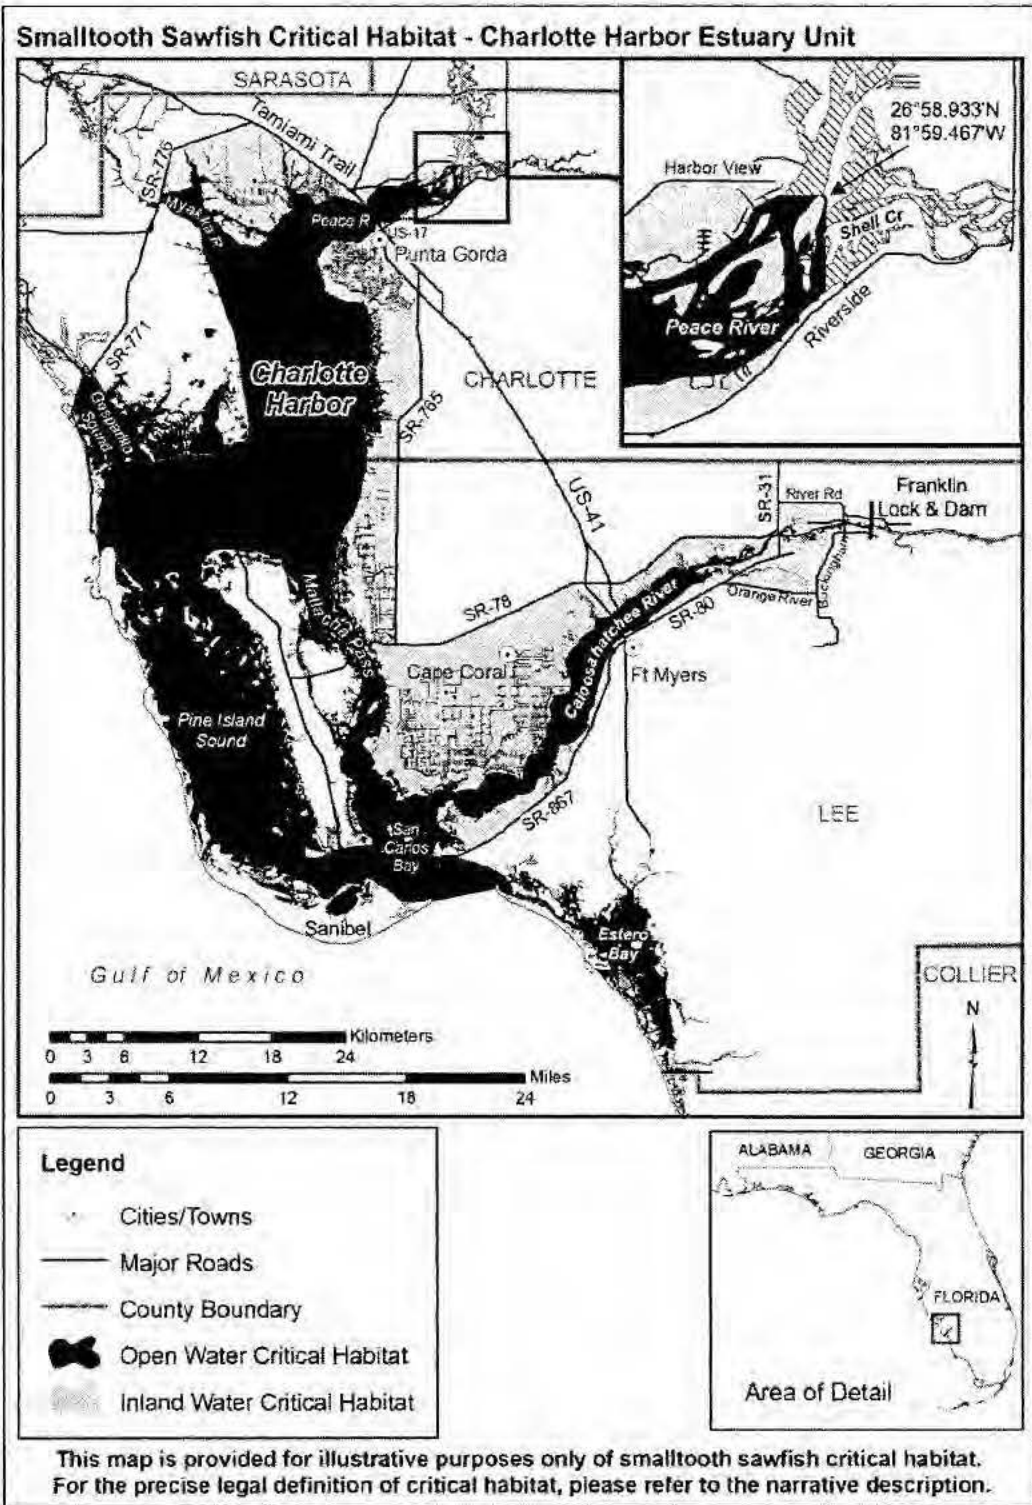 Smalltooth Sawfish Critical Habitat - Charlotte Harbor Estuary Unit
SARASOTA
Tamiami Trail
SR-776
Myakka R
Peace R
US-17
Punta Gorda
26°58.933'N
81°59.467'W
Harbor View
Shell Cr
Peace River
Riverside
SR-771
Charlotte
Harbor
CHARLOTTE
Gasparilla
Sound
SR-765
US-41
SR-31
River Rd
Franklin
Lock & Dam
Buckingham
Orange River
SR-80
SR-78
Matlacha Pass
Caloosahatchee River
Cape Coral
Ft Myers
Pine Island
Sound
SR-867
LEE
San
Carlos
Bay
Sanibel
Estero
Bay
Gulf of Mexico
COLLIER
N
Kilometers
0 3 6 12 18 24
Miles
0 3 6 12 18 24
Legend
Cities/Towns
Major Roads
County Boundary
Open Water Critical Habitat
Inland Water Critical Habitat
ALABAMA
GEORGIA
FLORIDA
Area of Detail
This map is provided for illustrative purposes only of smalltooth sawfish critical habitat.
For the precise legal definition of critical habitat, please refer to the narrative description.